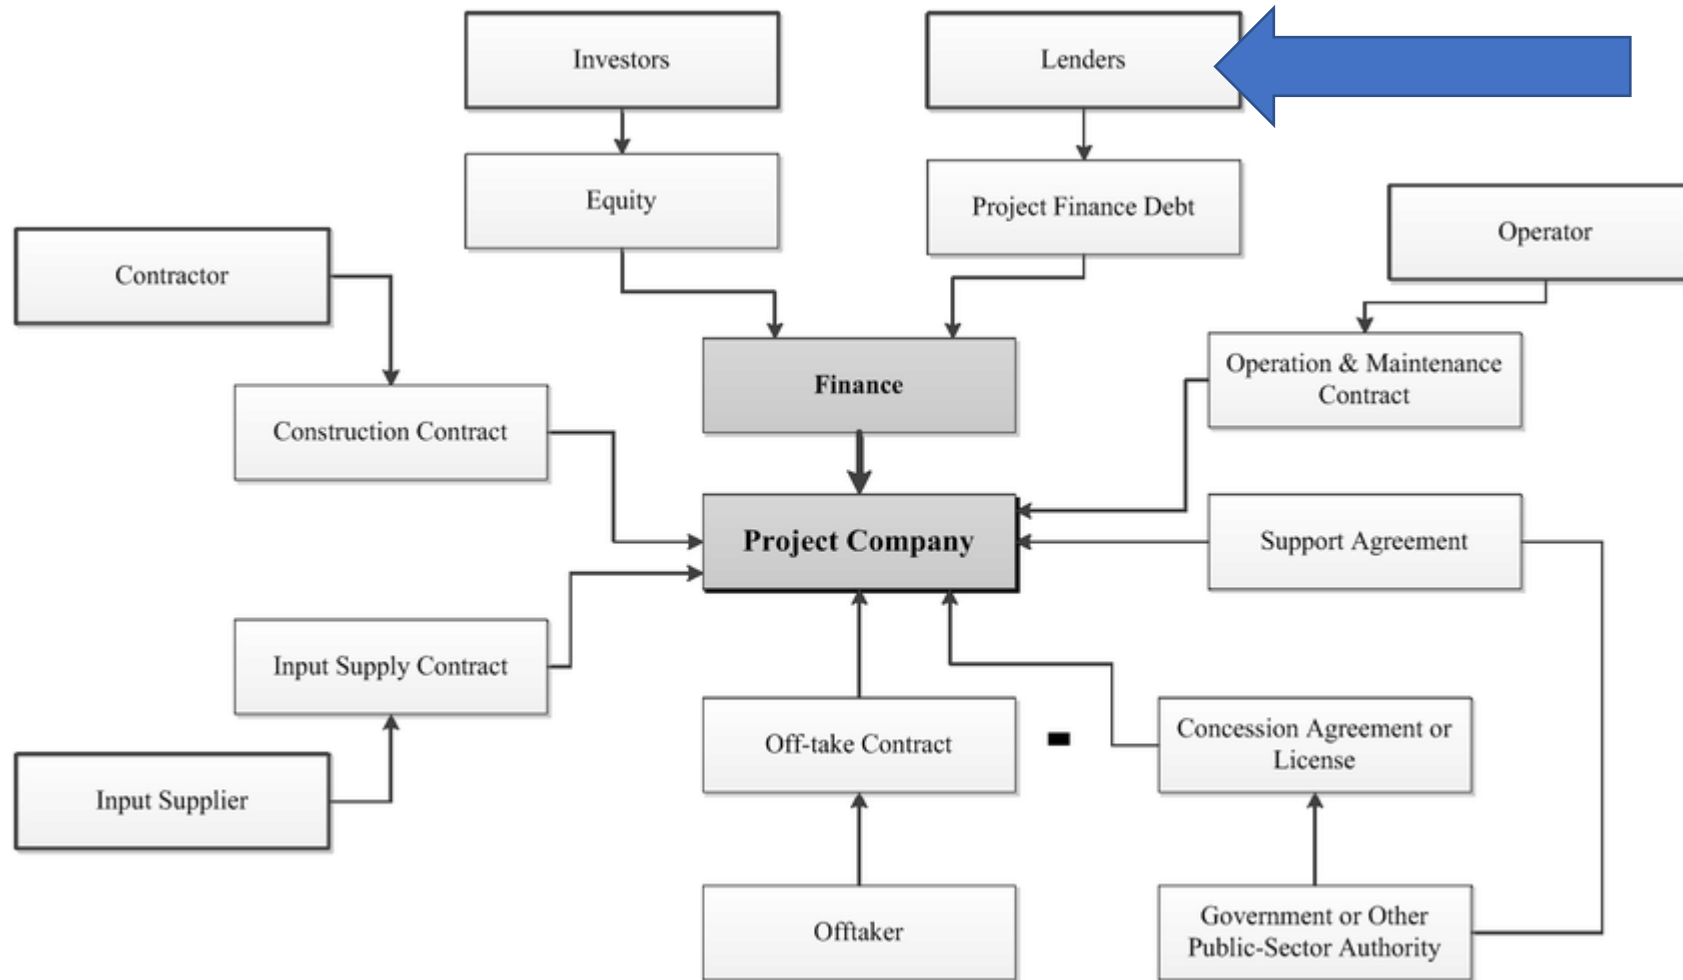 Investors
Lenders
Equity
Project Finance Debt
Operator
Contractor
Finance
Operation & Maintenance
Contract
Construction Contract
Project Company
Support Agreement
Input Supply Contract
Off-take Contract
Concession Agreement or
License
Input Supplier
Offtaker
Government or Other
Public-Sector Authority